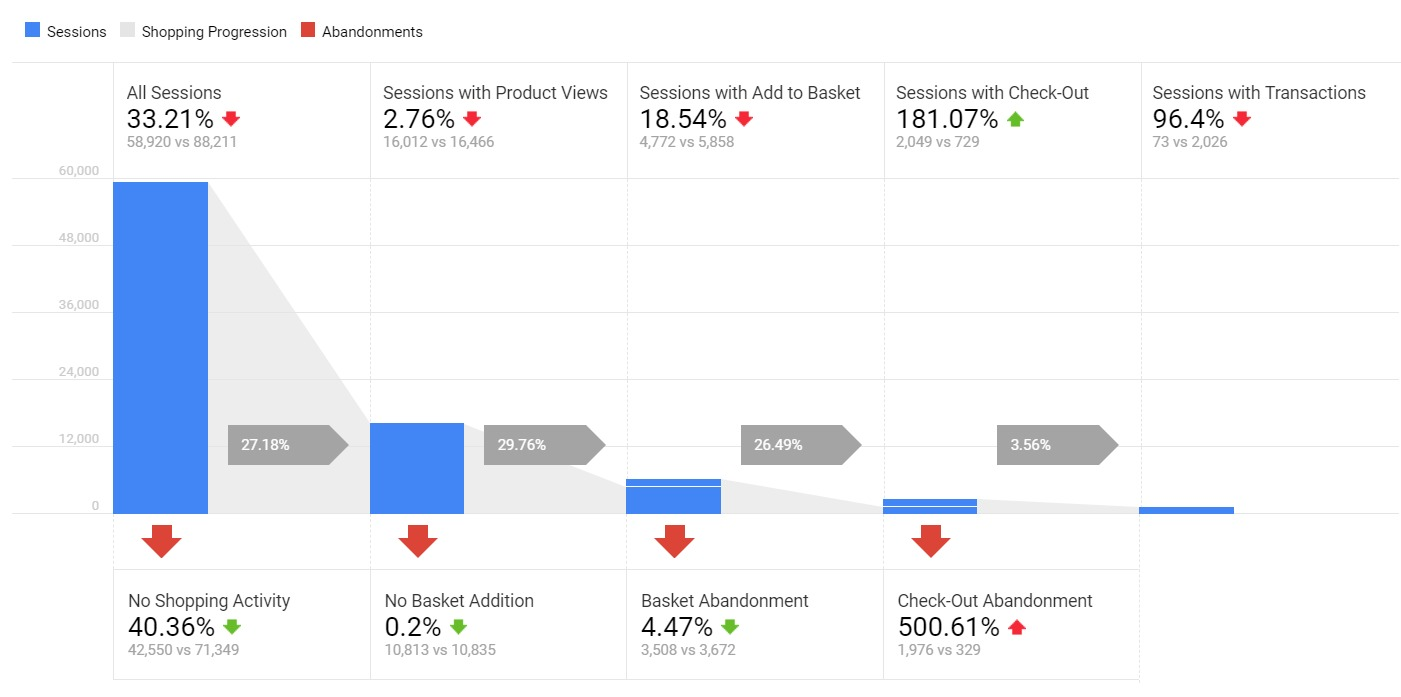 Sessions Shopping Progression Abandonments
All Sessions
33.21%
58,920 vs 88,211
Sessions with Product Views
2.76%
16,012 vs 16,466
Sessions with Add to Basket
18.54%
4,772 vs 5,858
Sessions with Check-Out
181.07%
2,049 vs 729
Sessions with Transactions
96.4%
73 vs 2,026
60,000
48,000
36,000
24,000
12,000
0
27.18%
29.76%
26.49%
3.56%
No Shopping Activity
40.36%
42,550 vs 71,349
No Basket Addition
0.2%
10,813 vs 10,835
Basket Abandonment
4.47%
3,508 vs 3,672
Check-Out Abandonment
500.61%
1,976 vs 329